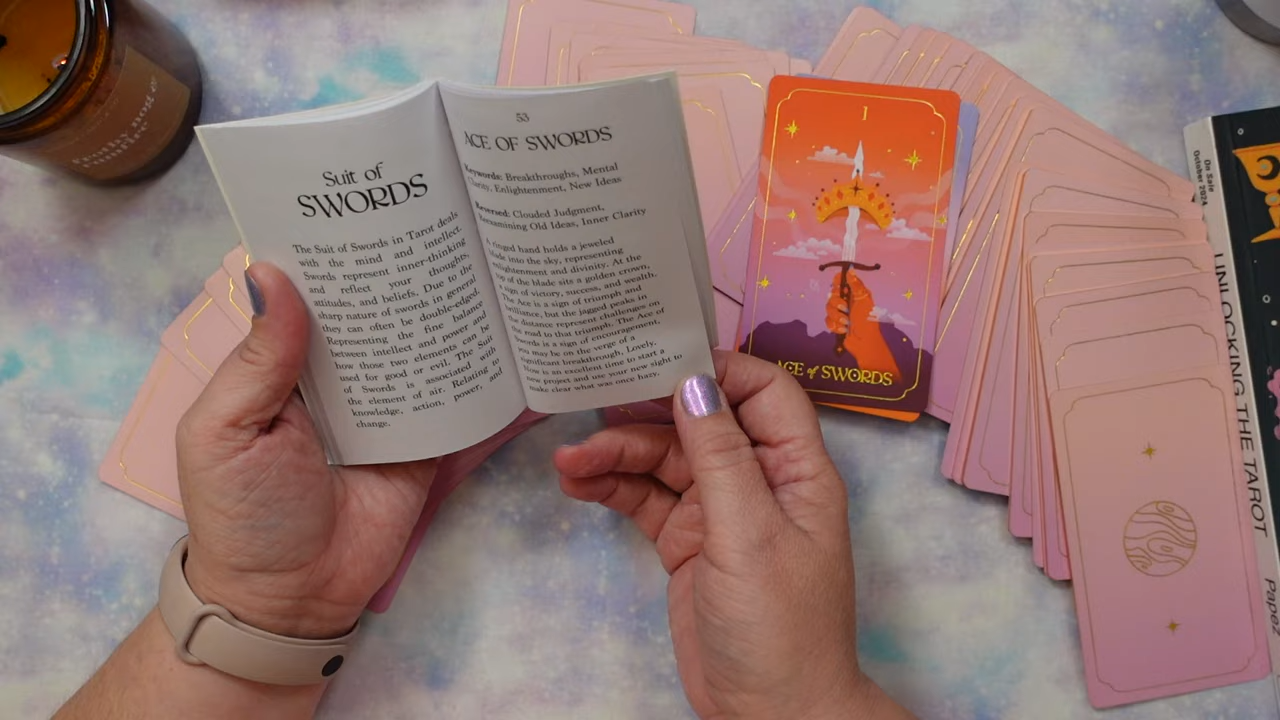 Suit of
SWORDS
The Suit of Swords in Tarot deals
with the mind and intellect.
Swords represent inner-thinking
and reflect your thoughts,
attitudes, and beliefs. Due to the
sharp nature of swords in general
they can often be double-edged.
Representing the fine balance
between intellect and power and
how those two elements can be
used for good or evil. The Suit
of Swords is associated with
the element of air. Relating to
knowledge, action, power, and
change.
53
ACE OF SWORDS
Keywords: Breakthroughs, Mental
Clarity, Enlightenment, New Ideas
Reversed: Clouded Judgment,
Reexamining Old Ideas, Inner Clarity
A ringed hand holds a jeweled
blade into the sky, representing
enlightenment and divinity. At the
top of the blade sits a golden crown,
a sign of victory, success, and wealth.
The Ace is a sign of triumph and
brilliance, but the jagged peaks in
the distance represent challenges on
the road to that triumph. The Ace of
Swords is a sign of encouragement,
you may be on the verge of a
significant breakthrough, Lovely.
Now is an excellent time to start a
new project and use your new sight to
make clear what was once hazy.
I
ACE of SWORDS
On Sale
October 2024
UNLOCKING THE TAROT